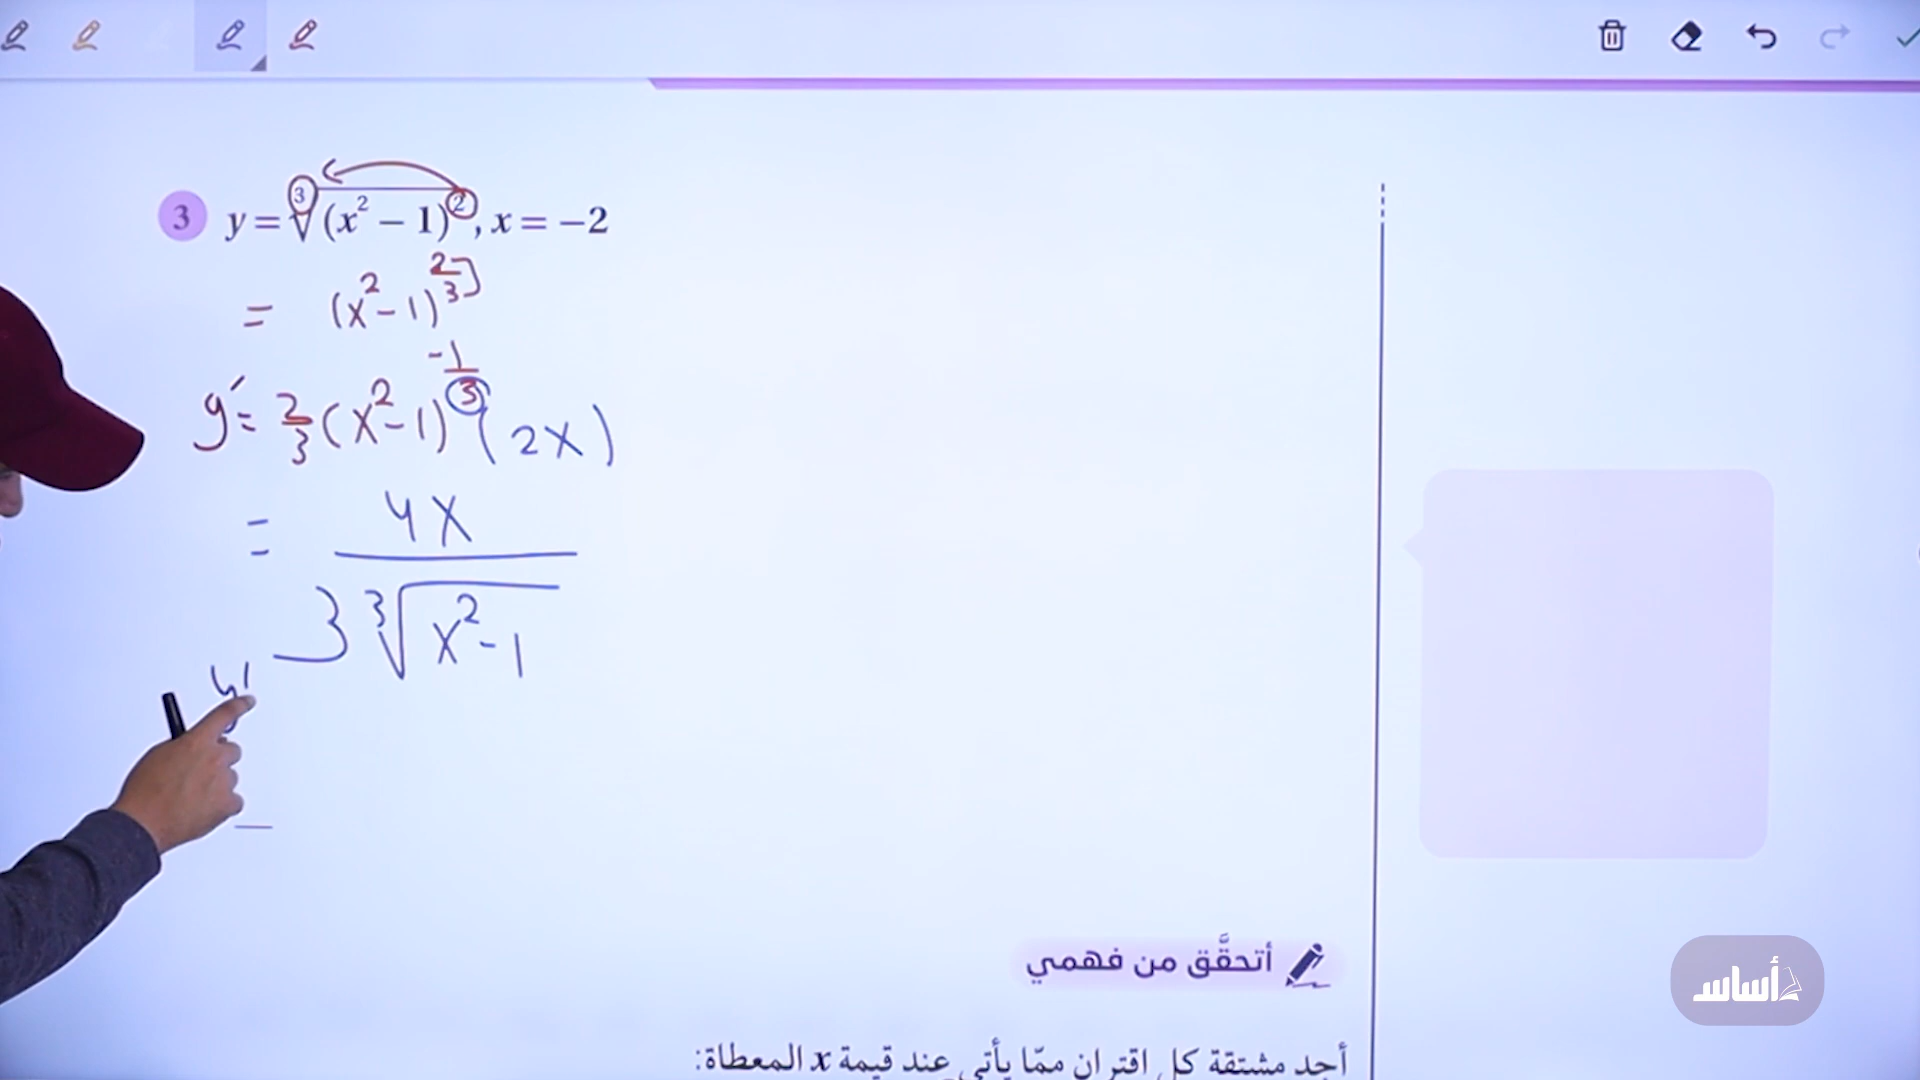 3 y = ∛(x² − 1)², x = −2
= (x² - 1)^(2/3)
y' = 2/3 (x² - 1)^(-1/3) (2x)
= 4x
3 ∛(x² - 1)
أتحقَّق من فهمي
أجد مشتقة كل اقتران ممّا يأتي عند قيمة x المعطاة:
أساس